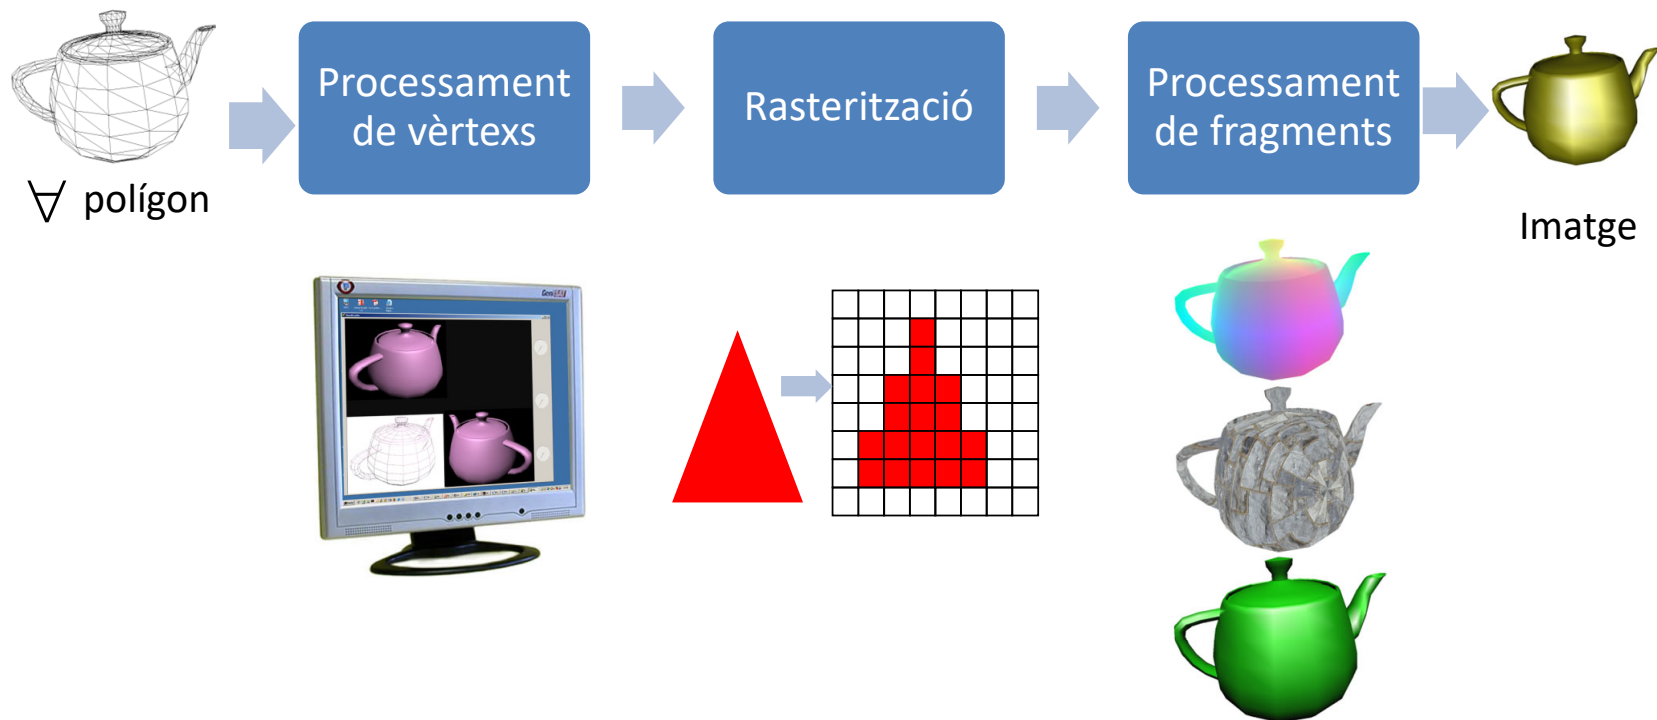 Processament
de vèrtexs
Rasterització
Processament
de fragments
∀ polígon
Imatge